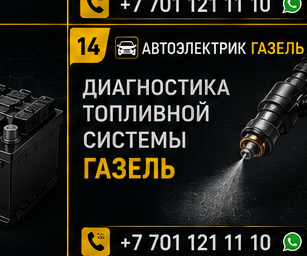 +7 701 121 11 10
14 АВТОЭЛЕКТРИК ГАЗЕЛЬ
ДИАГНОСТИКА
ТОПЛИВНОЙ
СИСТЕМЫ
ГАЗЕЛЬ
+7 701 121 11 10